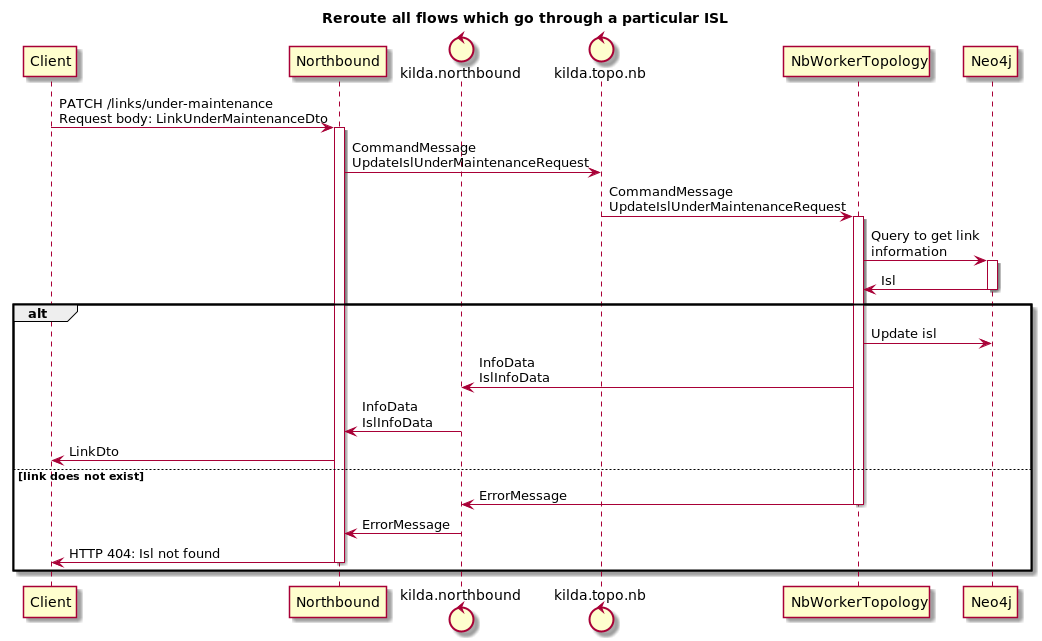 Reroute all flows which go through a particular ISL
Client
Northbound
kilda.northbound
kilda.topo.nb
NbWorkerTopology
Neo4j
PATCH /links/under-maintenance
Request body: LinkUnderMaintenanceDto
CommandMessage
UpdateIslUnderMaintenanceRequest
CommandMessage
UpdateIslUnderMaintenanceRequest
Query to get link
information
Isl
alt
Update isl
InfoData
IslInfoData
InfoData
IslInfoData
LinkDto
[link does not exist]
ErrorMessage
ErrorMessage
HTTP 404: Isl not found
Client
Northbound
kilda.northbound
kilda.topo.nb
NbWorkerTopology
Neo4j